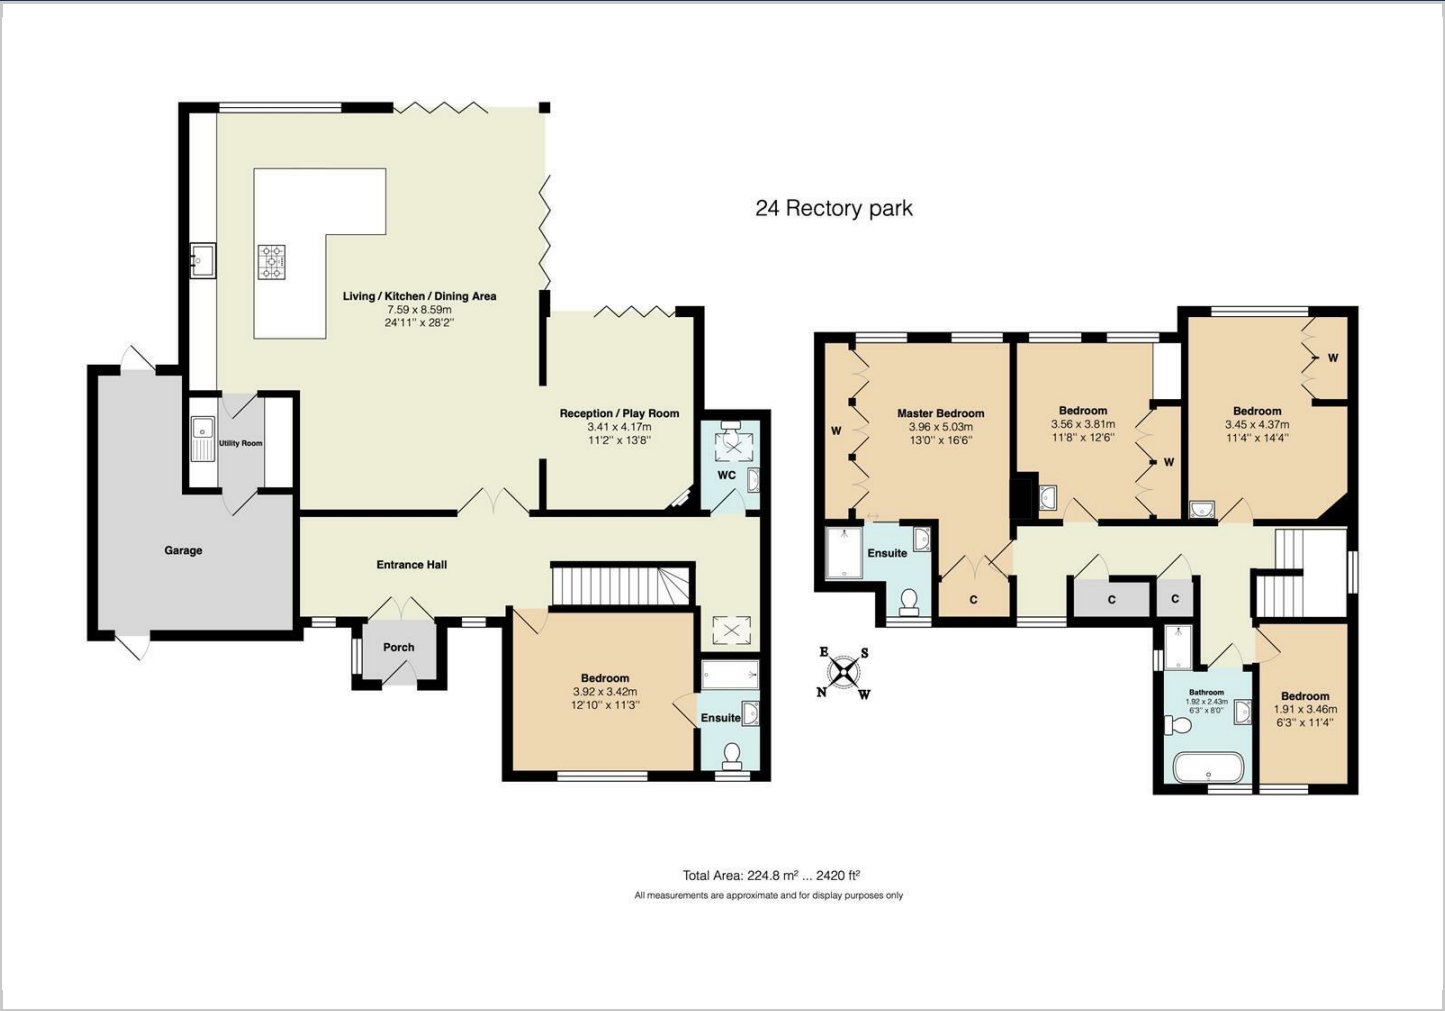 24 Rectory park
Living / Kitchen / Dining Area
7.59 x 8.59m
24'11'' x 28'2''
Reception / Play Room
3.41 x 4.17m
11'2'' x 13'8''
Utility Room
WC
Garage
Entrance Hall
Porch
Bedroom
3.92 x 3.42m
12'10'' x 11'3''
Ensuite
W
Master Bedroom
3.96 x 5.03m
13'0'' x 16'6''
Bedroom
3.56 x 3.81m
11'8'' x 12'6''
W
Bedroom
3.45 x 4.37m
11'4'' x 14'4''
W
Ensuite
C
C
C
E S
N W
Bathroom
1.92 x 2.43m
6'3'' x 8'0''
Bedroom
1.91 x 3.46m
6'3'' x 11'4''
Total Area: 224.8 m² ... 2420 ft²
All measurements are approximate and for display purposes only